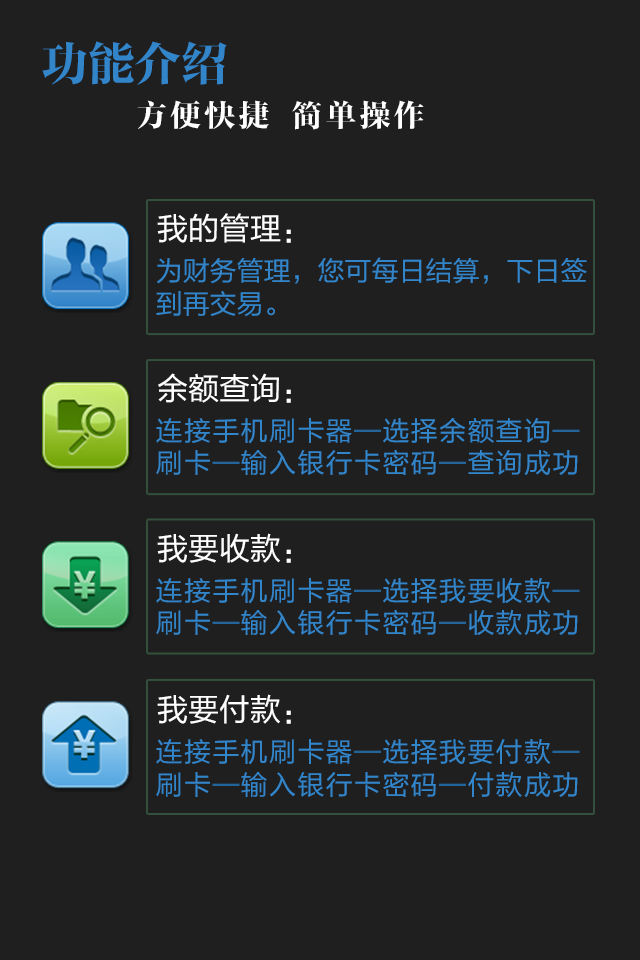 功能介绍
方便快捷 简单操作
我的管理：
为财务管理，您可每日结算，下日签
到再交易。
余额查询：
连接手机刷卡器—选择余额查询—
刷卡—输入银行卡密码—查询成功
我要收款：
连接手机刷卡器—选择我要收款—
刷卡—输入银行卡密码—收款成功
¥
我要付款：
连接手机刷卡器—选择我要付款—
刷卡—输入银行卡密码—付款成功
¥